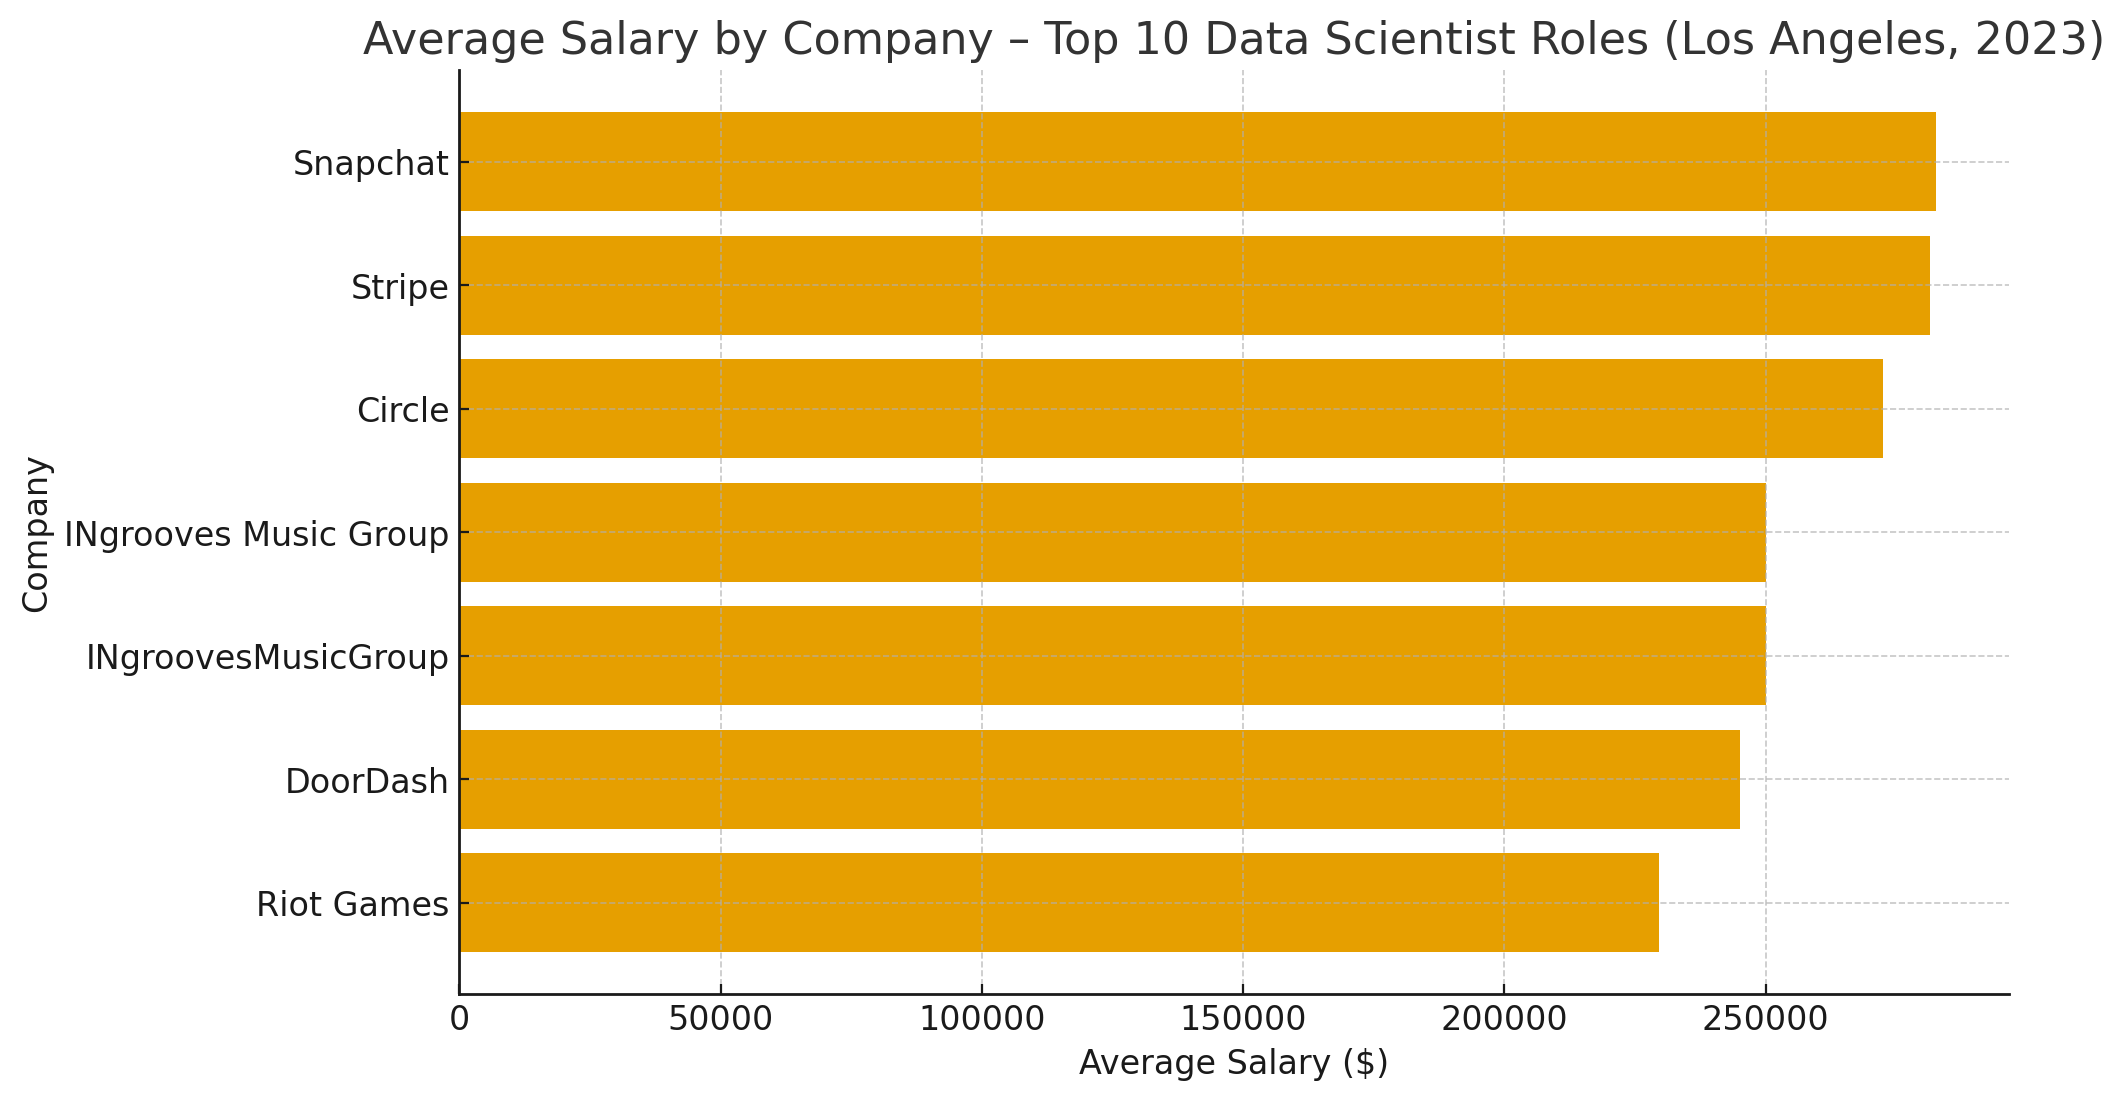 Average Salary by Company – Top 10 Data Scientist Roles (Los Angeles, 2023)
Company
Snapchat
Stripe
Circle
INgrooves Music Group
INgroovesMusicGroup
DoorDash
Riot Games
0 50000 100000 150000 200000 250000
Average Salary ($)